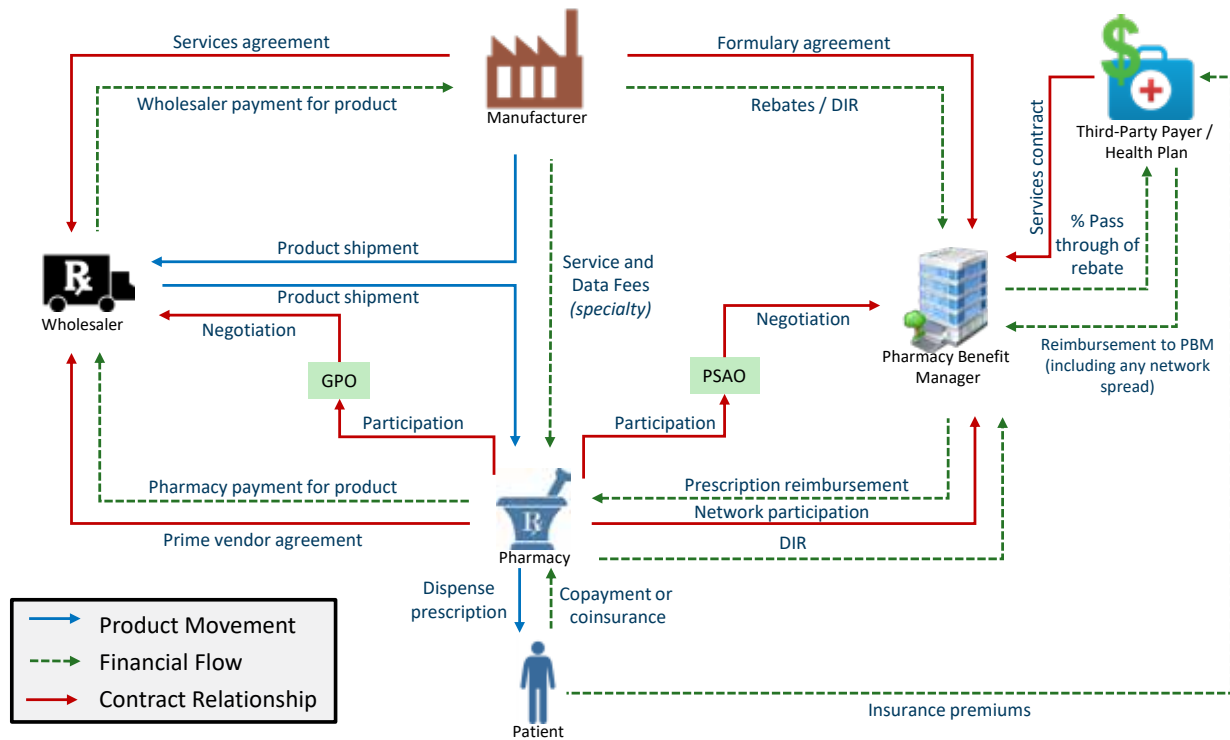 Services agreement
Formulary agreement
Wholesaler payment for product
Manufacturer
Rebates / DIR
Third-Party Payer /
Health Plan
Services contract
% Pass
through of
rebate
Product shipment
Product shipment
Service and
Data Fees
(specialty)
Rx
Wholesaler
Negotiation
Negotiation
Pharmacy Benefit
Manager
Reimbursement to PBM
(including any network
spread)
GPO
PSAO
Participation
Participation
Pharmacy payment for product
Prescription reimbursement
Rx
Network participation
Prime vendor agreement
Pharmacy
DIR
Dispense
prescription
Copayment or
coinsurance
Product Movement
Financial Flow
Contract Relationship
Patient
Insurance premiums